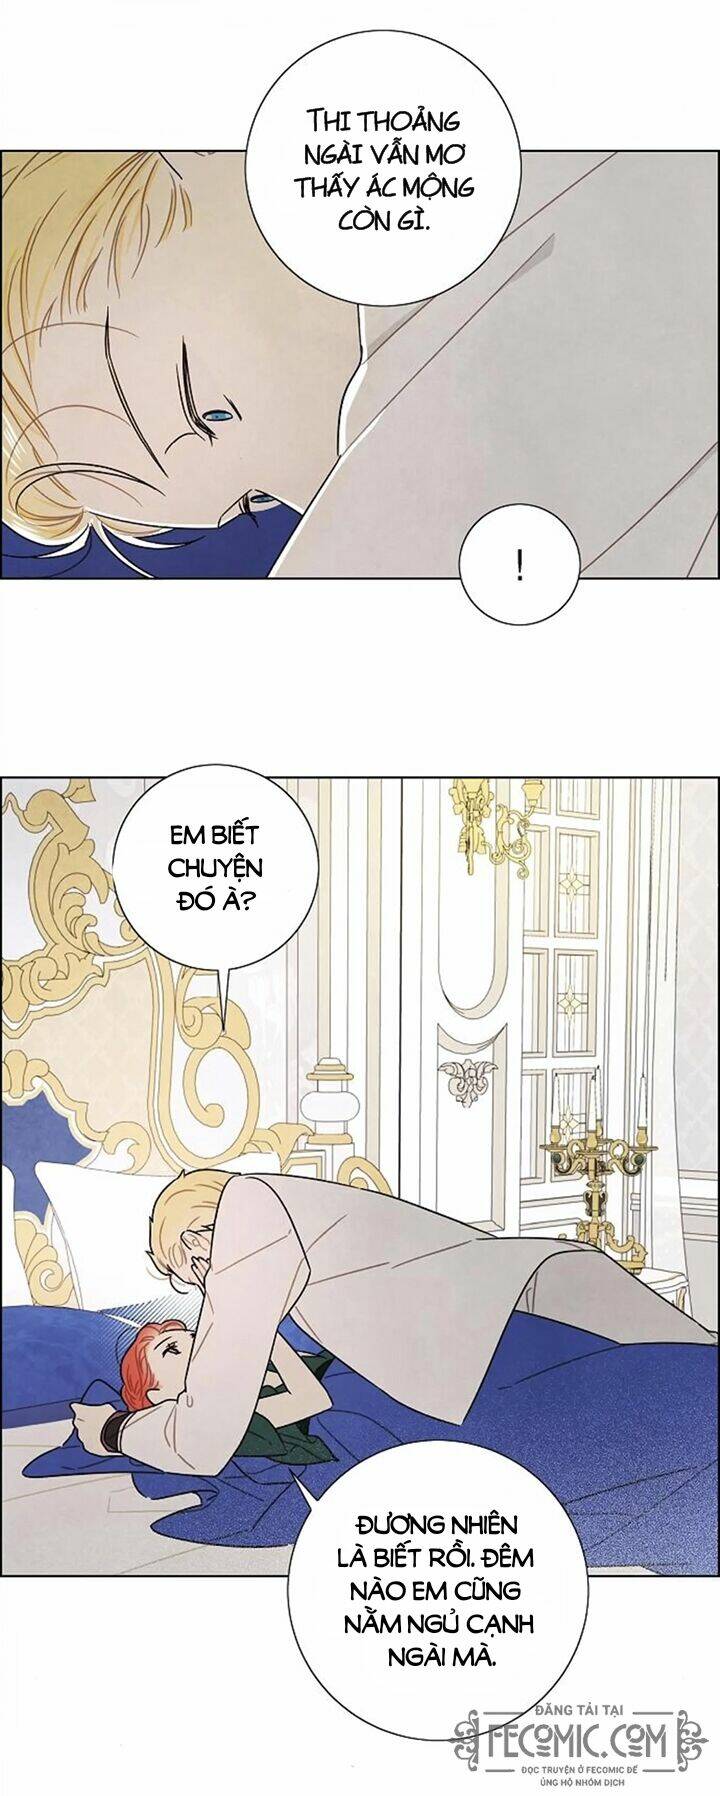 THI THOẢNG
NGÀI VẪN MƠ
THẤY ÁC MỘNG
CÒN GÌ.
!
EM BIẾT
CHUYỆN
ĐÓ À?
ĐƯƠNG NHIÊN
LÀ BIẾT RỒI. ĐÊM
NÀO EM CŨNG
NẰM NGỦ CẠNH
NGÀI MÀ.
ĐĂNG TẢI TẠI
FECOMIC.COM
ĐỌC TRUYỆN Ở FECOMIC ĐỂ
ỦNG HỘ NHÓM DỊCH